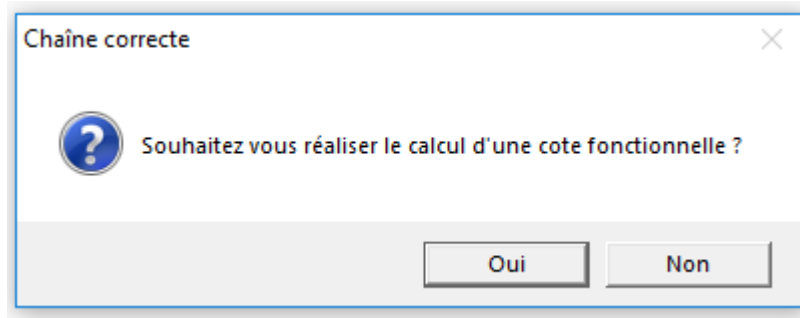 Chaîne correcte
Souhaitez vous réaliser le calcul d'une cote fonctionnelle ?
Oui
Non